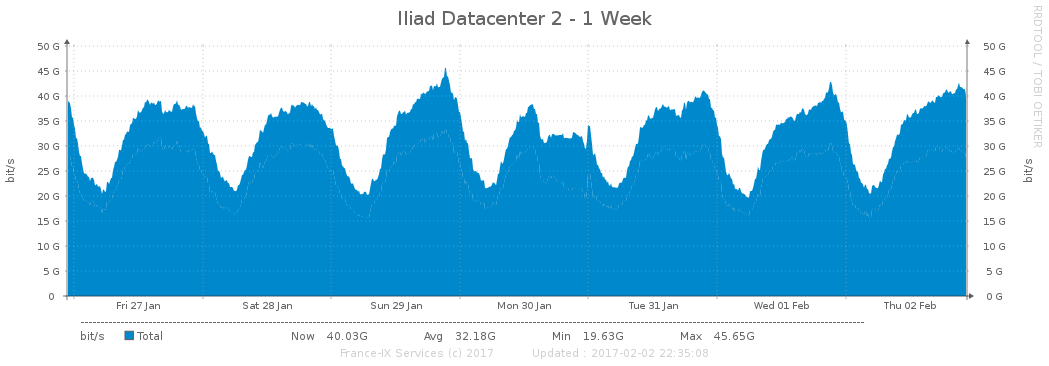 Iliad Datacenter 2 - 1 Week
RRDTOOL / TOBI OETIKER
bit/s
50 G 50 G
45 G 45 G
40 G 40 G
35 G 35 G
30 G 30 G
25 G 25 G
20 G 20 G
15 G 15 G
10 G 10 G
5 G 5 G
0 0 G
bit/s
Fri 27 Jan Sat 28 Jan Sun 29 Jan Mon 30 Jan Tue 31 Jan Wed 01 Feb Thu 02 Feb
bit/s Total Now 40.03G Avg 32.18G Min 19.63G Max 45.65G
France-IX Services (c) 2017 Updated : 2017-02-02 22:35:08